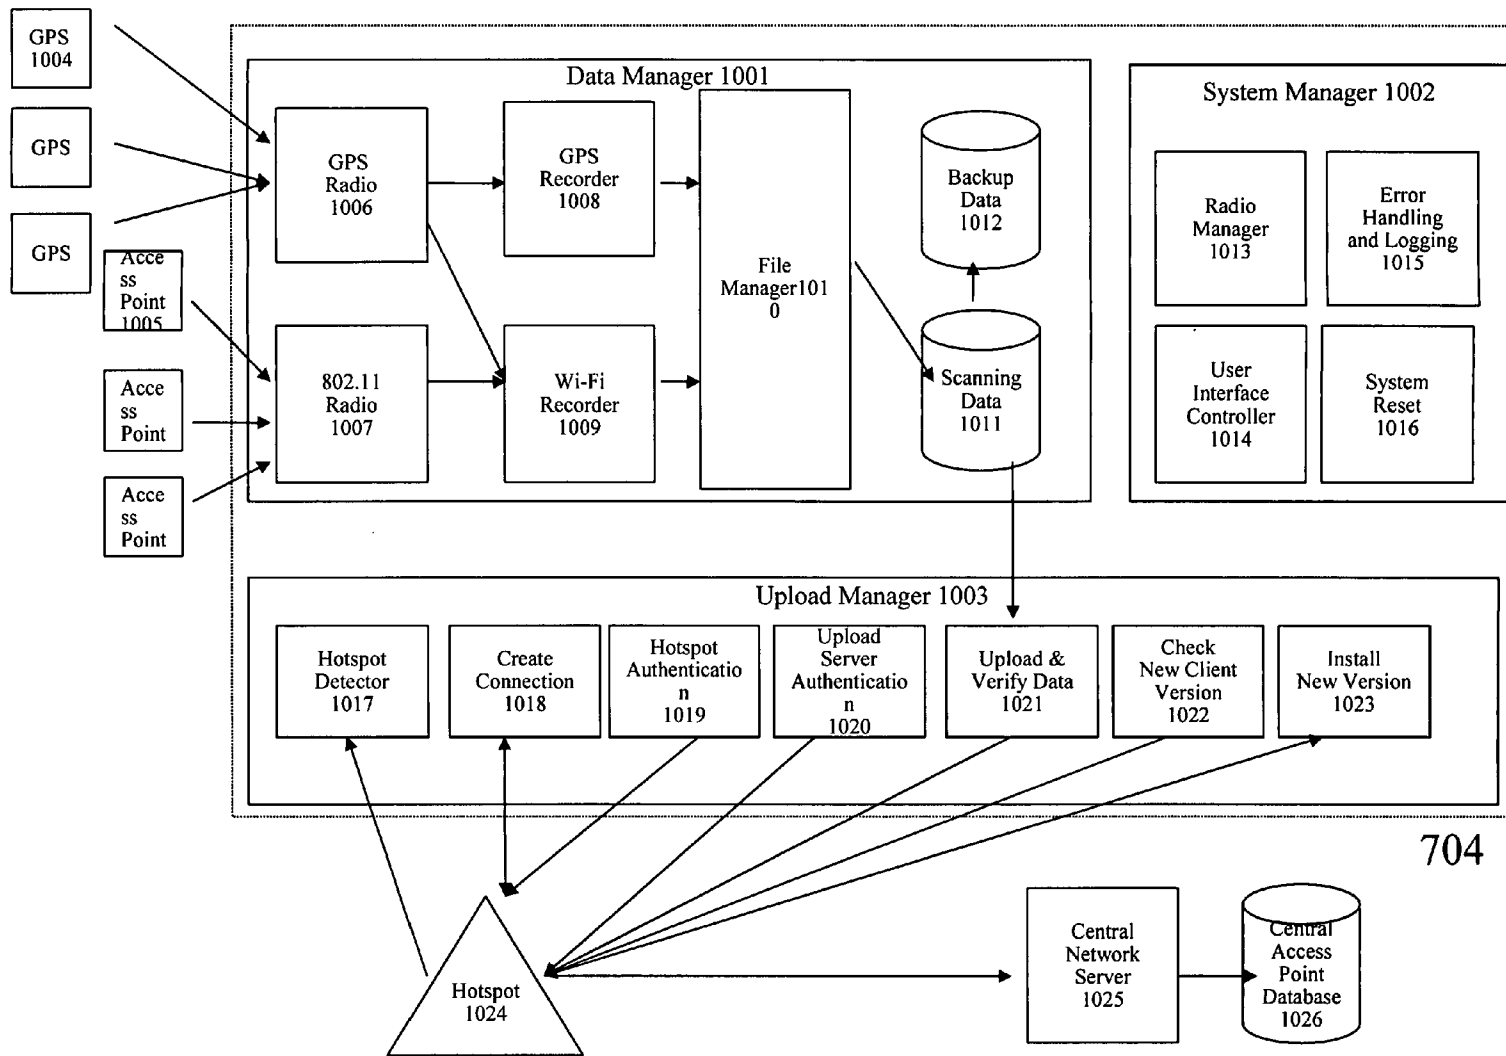 GPS
1004
GPS
GPS
Acce
ss
Point
1005
Acce
ss
Point
Acce
ss
Point
Data Manager 1001
GPS
Radio
1006
GPS
Recorder
1008
802.11
Radio
1007
Wi-Fi
Recorder
1009
File
Manager101
0
Backup
Data
1012
Scanning
Data
1011
System Manager 1002
Radio
Manager
1013
Error
Handling
and Logging
1015
User
Interface
Controller
1014
System
Reset
1016
Upload Manager 1003
Hotspot
Detector
1017
Create
Connection
1018
Hotspot
Authenticatio
n
1019
Upload
Server
Authenticatio
n
1020
Upload &
Verify Data
1021
Check
New Client
Version
1022
Install
New Version
1023
704
Hotspot
1024
Central
Network
Server
1025
Central
Access
Point
Database
1026